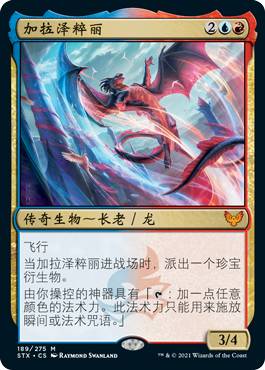 加拉泽粹丽 2
传奇生物～长老／龙
飞行
当加拉泽粹丽进战场时，派出一个珍宝
衍生物。
由你操控的神器具有「：加一点任意
颜色的法术力。此法术力只能用来施放
瞬间或法术咒语。」
3/4
189/275 M
STX • CS RAYMOND SWANLAND
™ & © 2021 Wizards of the Coast